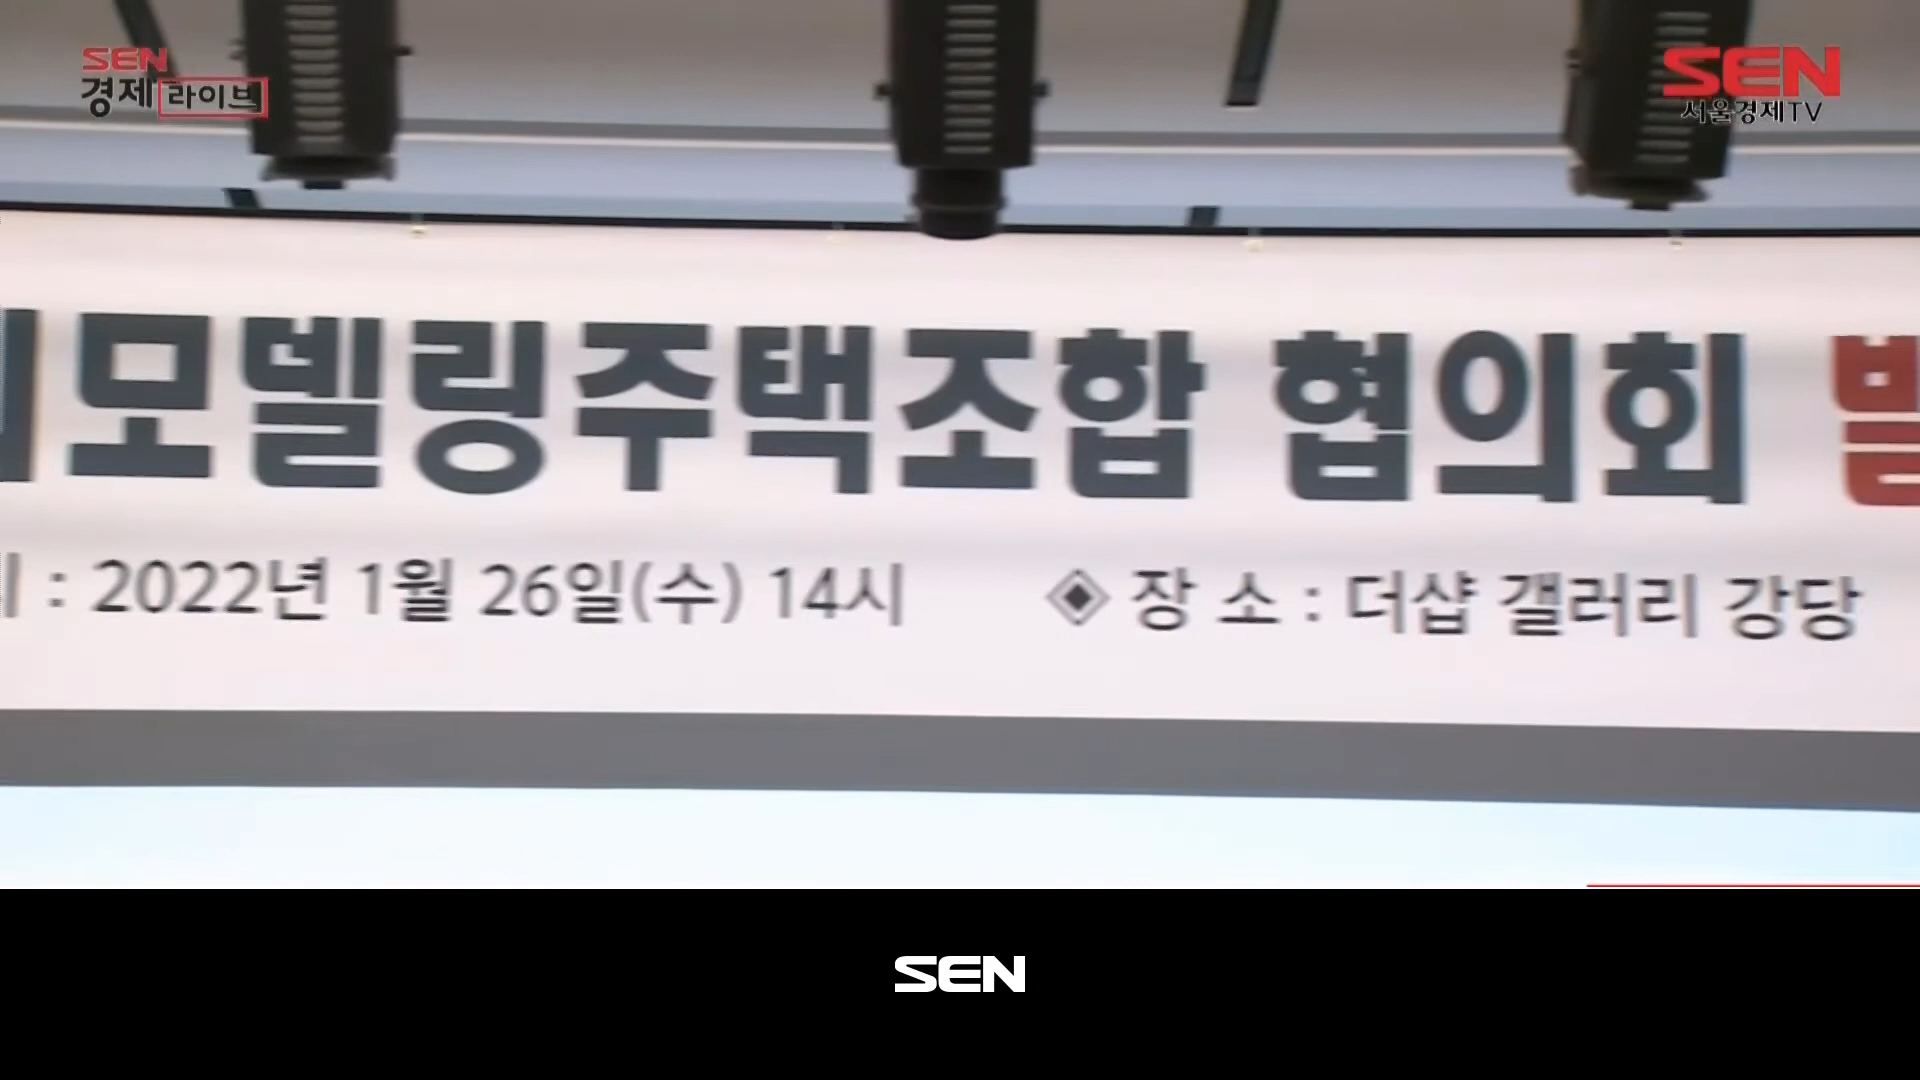 SEN
경제라이브
SEN
서울경제TV
모델링주택조합 협의회
: 2022년 1월 26일(수) 14시 ◈ 장 소 : 더샵 갤러리 강당
SEN